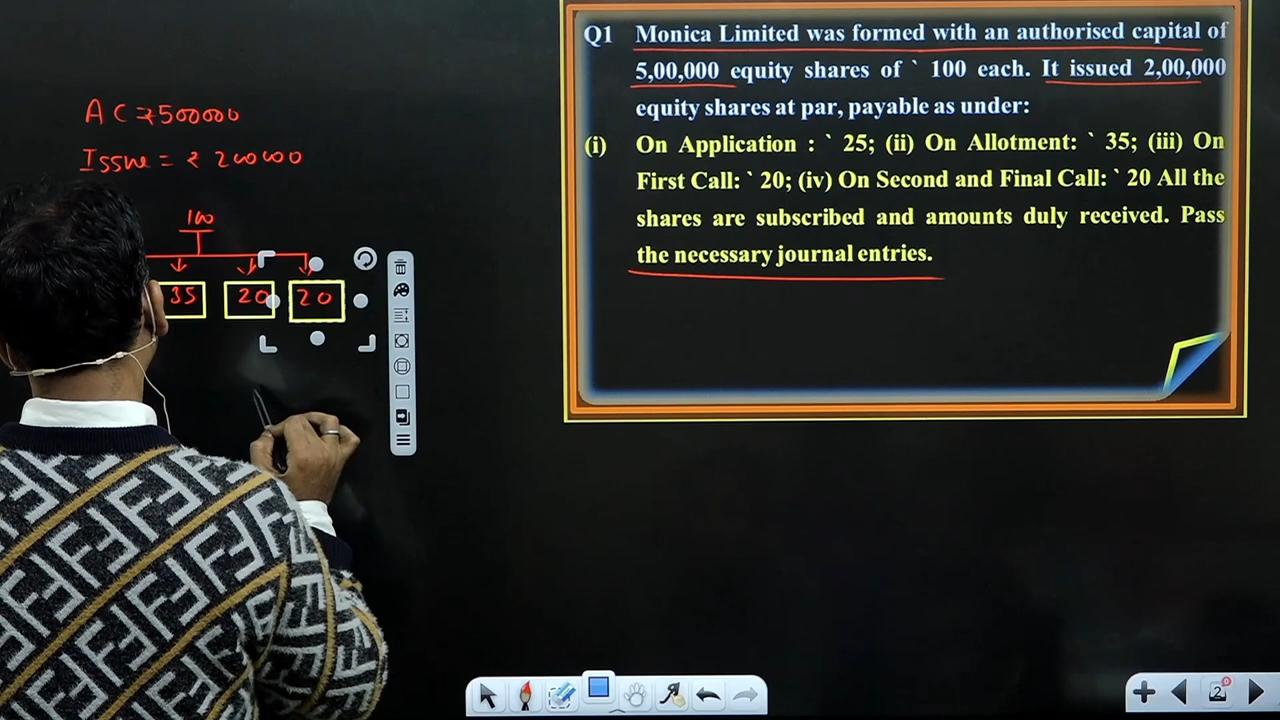 A C = ₹ 500000
Issue = ₹ 200000
100
35 20 20
Q1 Monica Limited was formed with an authorised capital of
5,00,000 equity shares of ` 100 each. It issued 2,00,000
equity shares at par, payable as under:
(i) On Application : ` 25; (ii) On Allotment: ` 35; (iii) On
First Call: ` 20; (iv) On Second and Final Call: ` 20 All the
shares are subscribed and amounts duly received. Pass
the necessary journal entries.
2